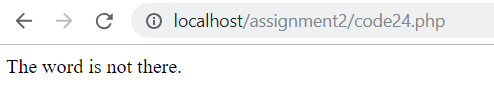 localhost/assignment2/code24.php
The word is not there.